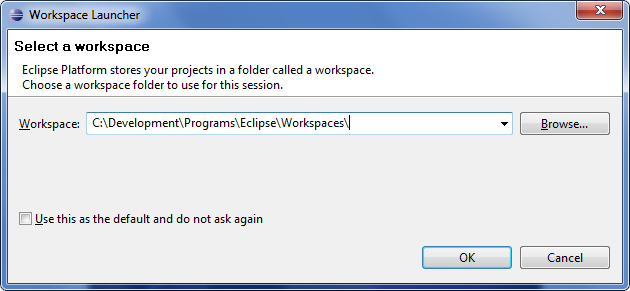 Workspace Launcher
Select a workspace
Eclipse Platform stores your projects in a folder called a workspace.
Choose a workspace folder to use for this session.
Workspace: C:\Development\Programs\Eclipse\Workspaces\ Browse...
Use this as the default and do not ask again
OK Cancel